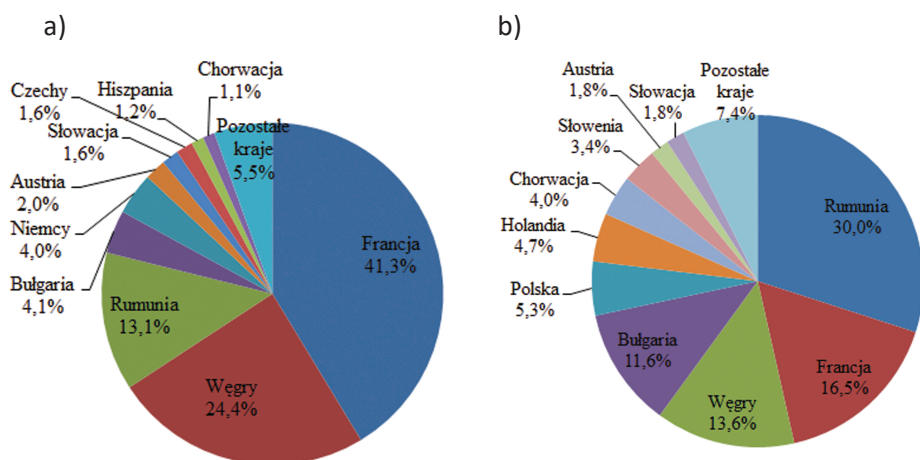 a)
Chorwacja
1,1%
Hiszpania
1,2%
Czechy
1,6%
Słowacja
1,6%
Austria
2,0%
Niemcy
4,0%
Bułgaria
4,1%
Rumunia
13,1%
Węgry
24,4%
Francja
41,3%
Pozostałe
kraje
5,5%
b)
Pozostałe
kraje
7,4%
Słowacja
1,8%
Austria
1,8%
Słowenia
3,4%
Chorwacja
4,0%
Holandia
4,7%
Polska
5,3%
Bułgaria
11,6%
Węgry
13,6%
Francja
16,5%
Rumunia
30,0%